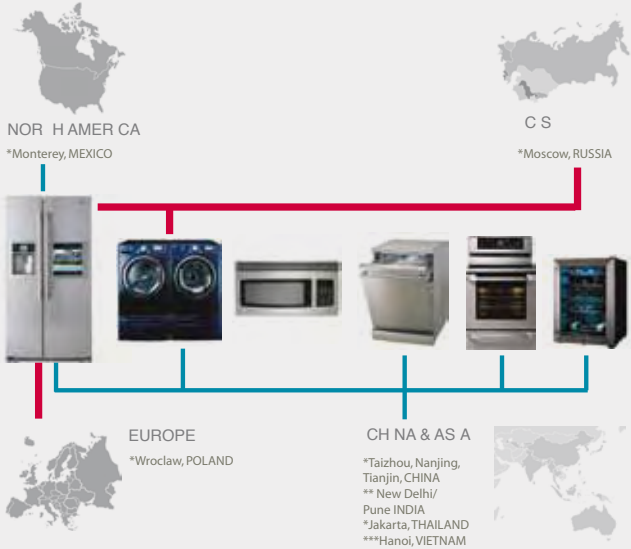 NOR H AMER CA
*Monterey, MEXICO
C S
*Moscow, RUSSIA
EUROPE
*Wroclaw, POLAND
CH NA & AS A
*Taizhou, Nanjing,
Tianjin, CHINA
** New Delhi/
Pune INDIA
*Jakarta, THAILAND
***Hanoi, VIETNAM